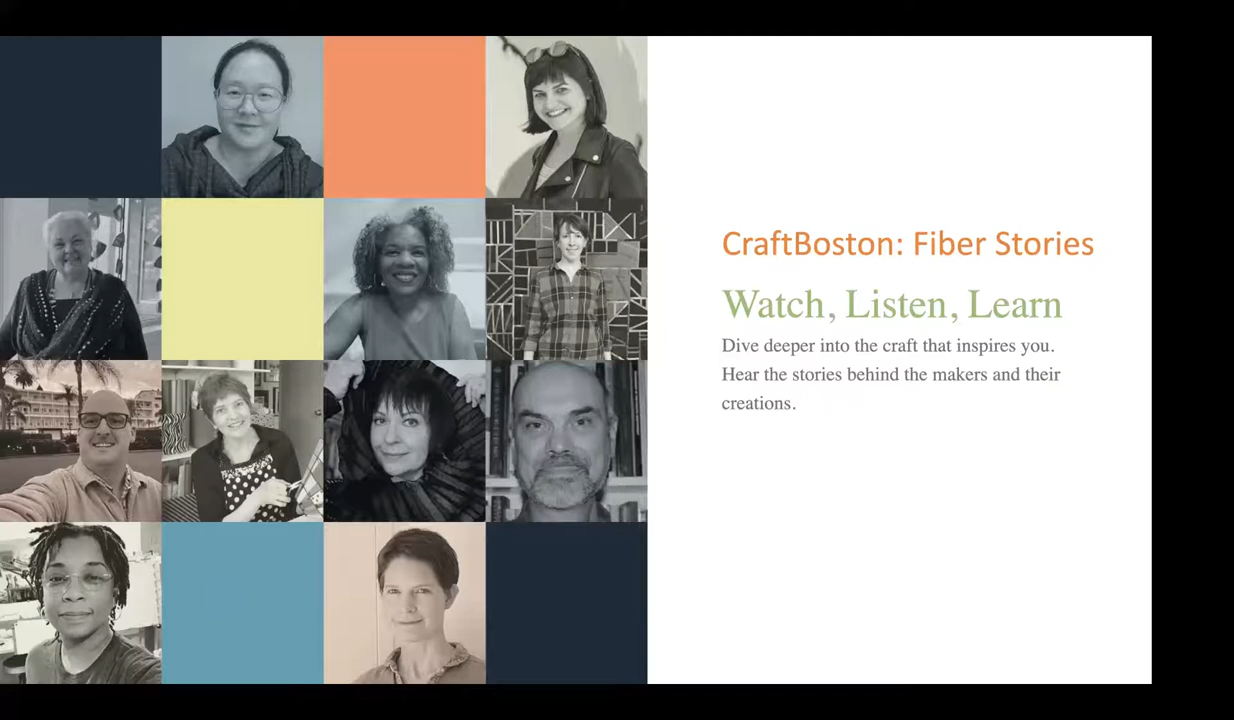 CraftBoston: Fiber Stories
Watch, Listen, Learn
Dive deeper into the craft that inspires you.
Hear the stories behind the makers and their
creations.